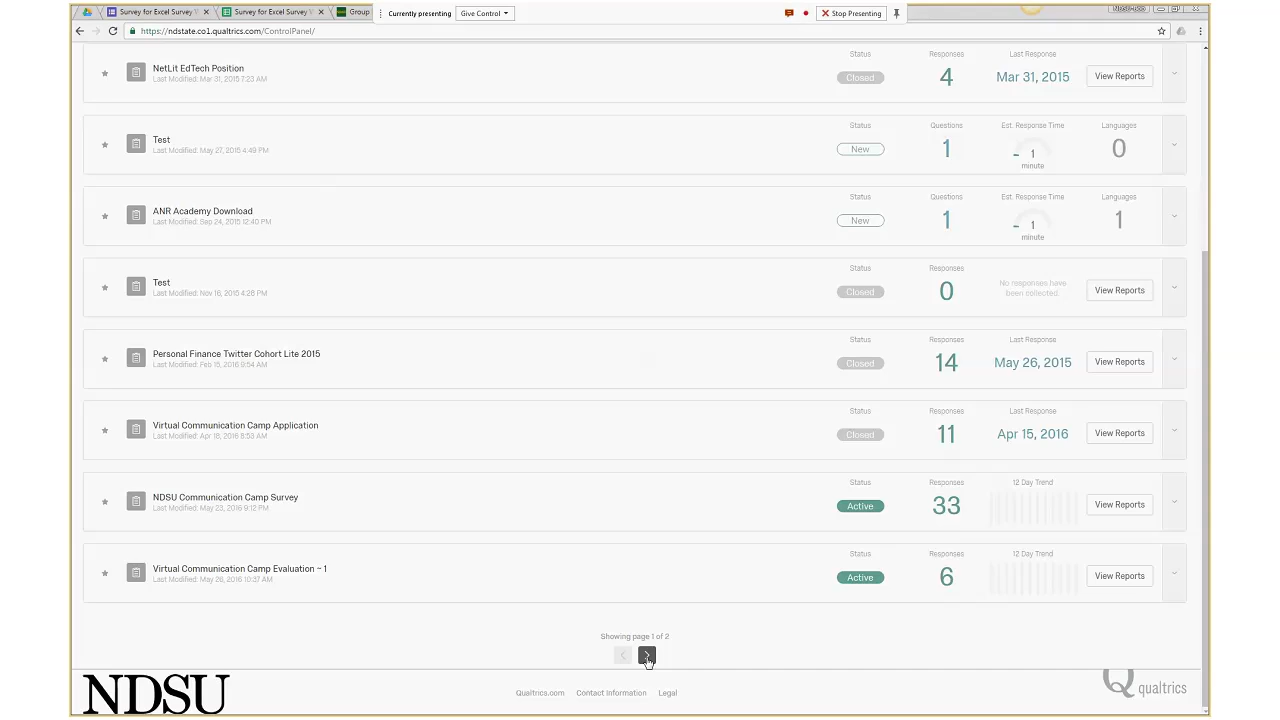 Survey for Excel Survey
Survey for Excel Survey
Group
Currently presenting
Give Control
Stop Presenting
https://ndstate.co1.qualtrics.com/ControlPanel/
NetLit EdTech Position
Last Modified: Mar 31, 2015 7:23 AM
Status
Closed
Responses
4
Last Response
Mar 31, 2015
View Reports
Test
Last Modified: May 27, 2015 4:49 PM
Status
New
Questions
1
Est. Response Time
1
minute
Languages
0
ANR Academy Download
Last Modified: Sep 24, 2015 12:40 PM
Status
New
Questions
1
Est. Response Time
1
minute
Languages
1
Test
Last Modified: Nov 16, 2015 4:28 PM
Status
Closed
Responses
0
No responses have
been collected.
View Reports
Personal Finance Twitter Cohort Lite 2015
Last Modified: Feb 15, 2016 9:54 AM
Status
Closed
Responses
14
Last Response
May 26, 2015
View Reports
Virtual Communication Camp Application
Last Modified: Apr 18, 2016 8:53 AM
Status
Closed
Responses
11
Last Response
Apr 15, 2016
View Reports
NDSU Communication Camp Survey
Last Modified: May 23, 2016 9:12 PM
Status
Active
Responses
33
12 Day Trend
View Reports
Virtual Communication Camp Evaluation ~ 1
Last Modified: May 26, 2016 10:37 AM
Status
Active
Responses
6
12 Day Trend
View Reports
Showing page 1 of 2
NDSU
Qualtrics.com
Contact Information
Legal
qualtrics